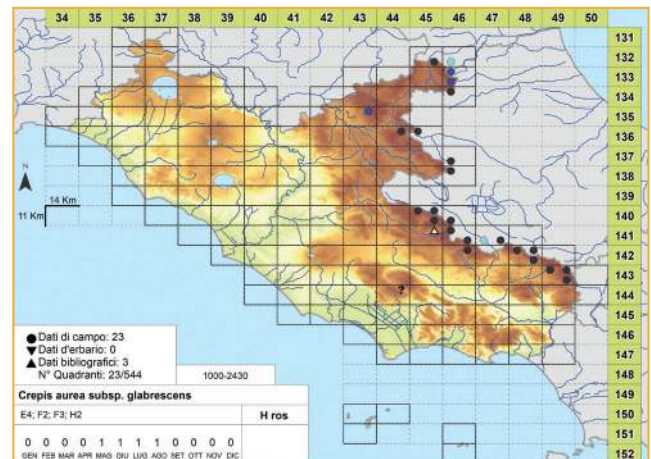 34 35 36 37 38 39 40 41 42 43 44 45 46 47 48 49 50
131
132
133
134
135
136
137
138
139
140
141
142
143
144
145
146
147
148
149
150
151
152
N
14 Km
11 Km
?
Dati di campo: 23
Dati d'erbario: 0
Dati bibliografici: 3
N° Quadranti: 23/544
1000-2430
Crepis aurea subsp. glabrescens
E4; F2; F3; H2
H ros
0 0 0 0 1 1 1 1 0 0 0 0
GEN FEB MAR APR MAG GIU LUG AGO SET OTT NOV DIC